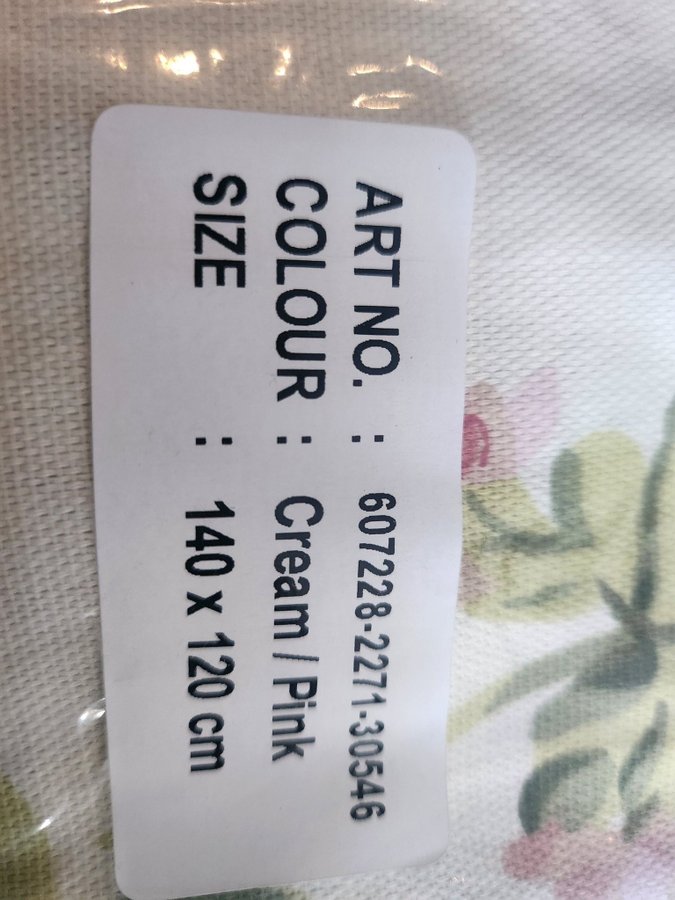 ART NO. : 607228-2271-30546
COLOUR : Cream / Pink
SIZE : 140 x 120 cm